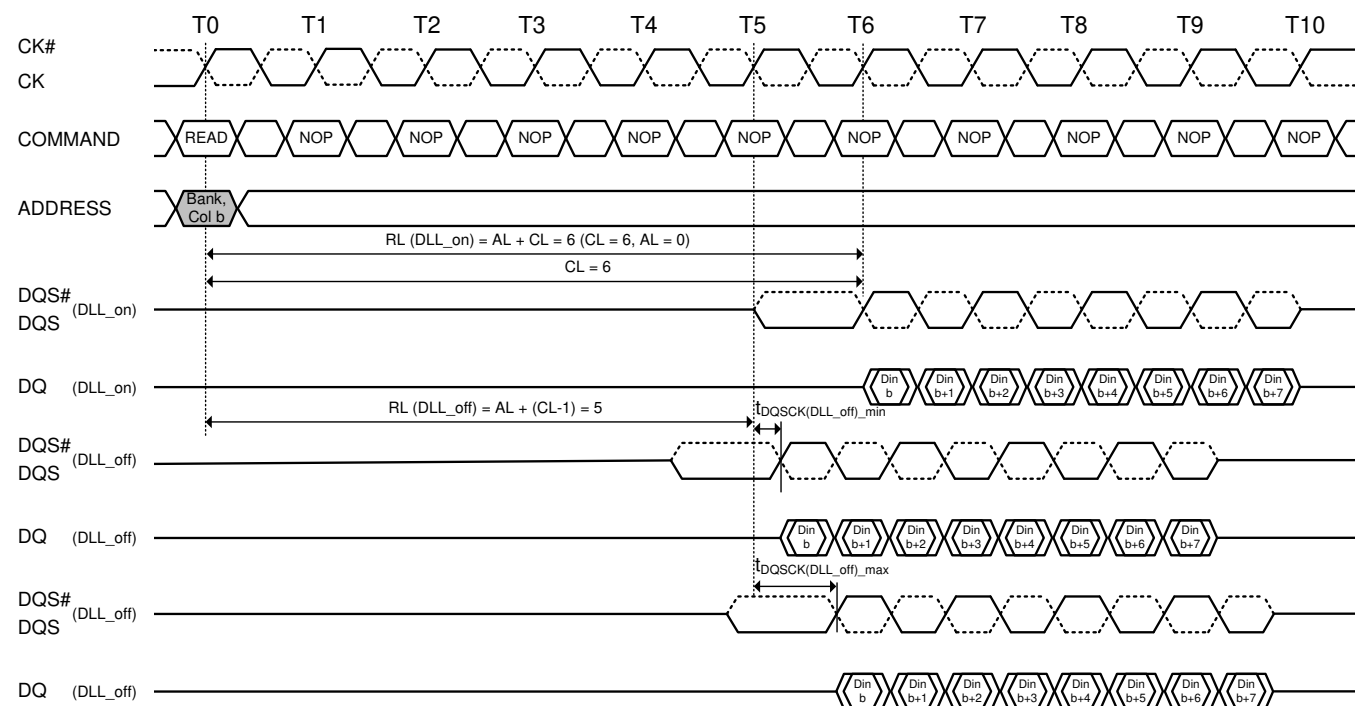 T0 T1 T2 T3 T4 T5 T6 T7 T8 T9 T10
CK#
CK
COMMAND READ NOP NOP NOP NOP NOP NOP NOP NOP NOP NOP
ADDRESS Bank,
Col b
RL (DLL_on) = AL + CL = 6 (CL = 6, AL = 0)
CL = 6
DQS# (DLL_on)
DQS
DQ (DLL_on) Din b Din b+1 Din b+2 Din b+3 Din b+4 Din b+5 Din b+6 Din b+7
RL (DLL_off) = AL + (CL-1) = 5
tDQSCK(DLL_off)_min
DQS# (DLL_off)
DQS
DQ (DLL_off) Din b Din b+1 Din b+2 Din b+3 Din b+4 Din b+5 Din b+6 Din b+7
tDQSCK(DLL_off)_max
DQS# (DLL_off)
DQS
DQ (DLL_off) Din b Din b+1 Din b+2 Din b+3 Din b+4 Din b+5 Din b+6 Din b+7